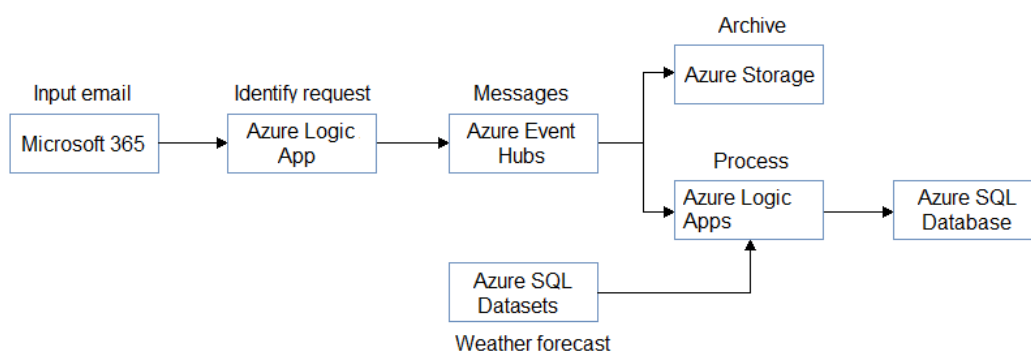 Archive
Azure Storage
Input email
Identify request
Messages
Microsoft 365
Azure Logic
App
Azure Event
Hubs
Process
Azure Logic
Apps
Azure SQL
Database
Azure SQL
Datasets
Weather forecast